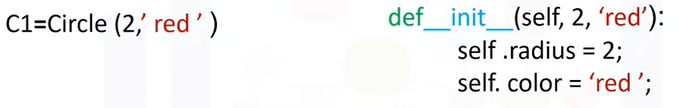 C1=Circle (2,’ red ’ )
def__init__(self, 2, ‘red’):
self .radius = 2;
self. color = ‘red ’;